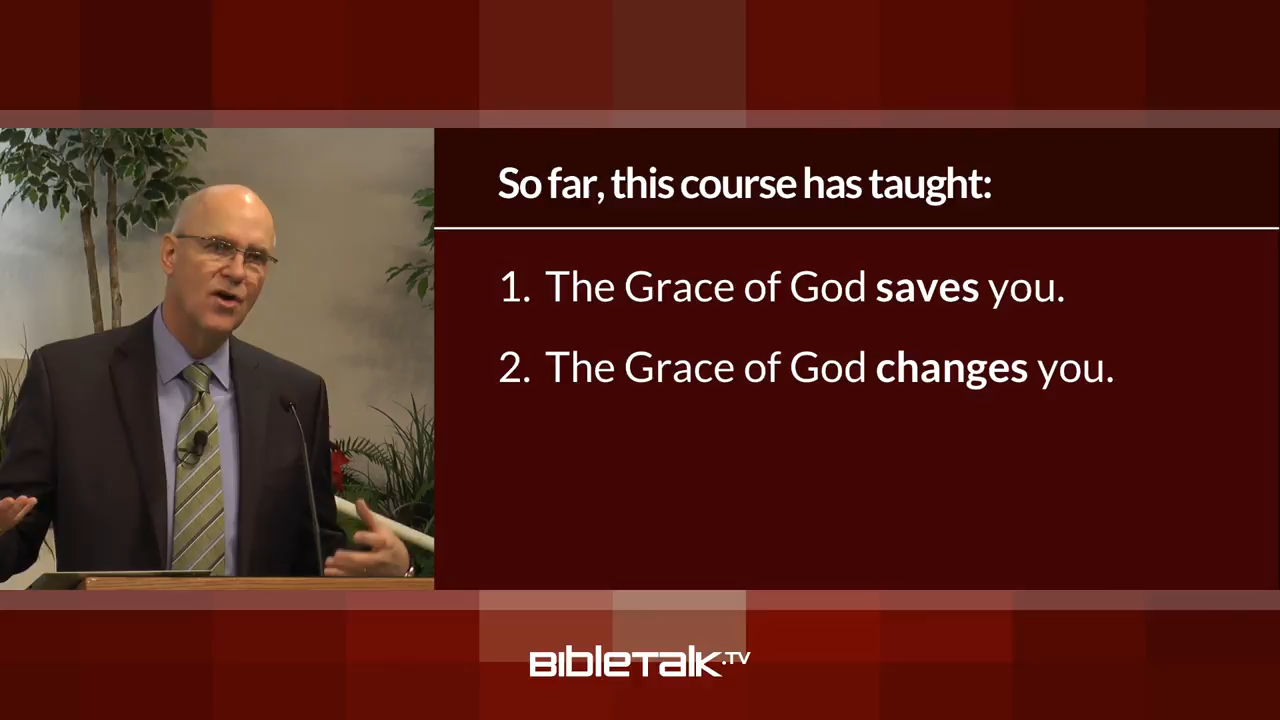 So far, this course has taught:
1. The Grace of God saves you.
2. The Grace of God changes you.
BIBLETALK.TV